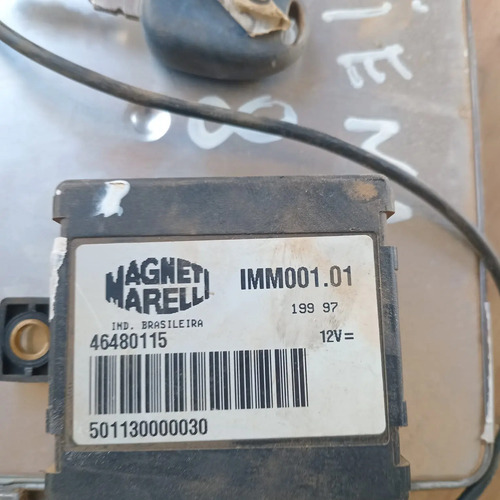 MAGNETI
MARELLI
IND. BRASILEIRA
46480115
IMM001.01
199 97
12V=
501130000030